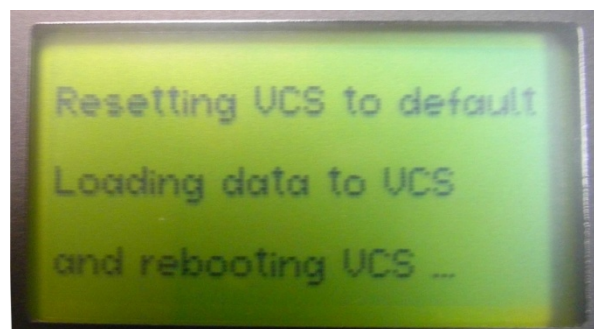 Resetting VCS to default
Loading data to VCS
and rebooting VCS ...